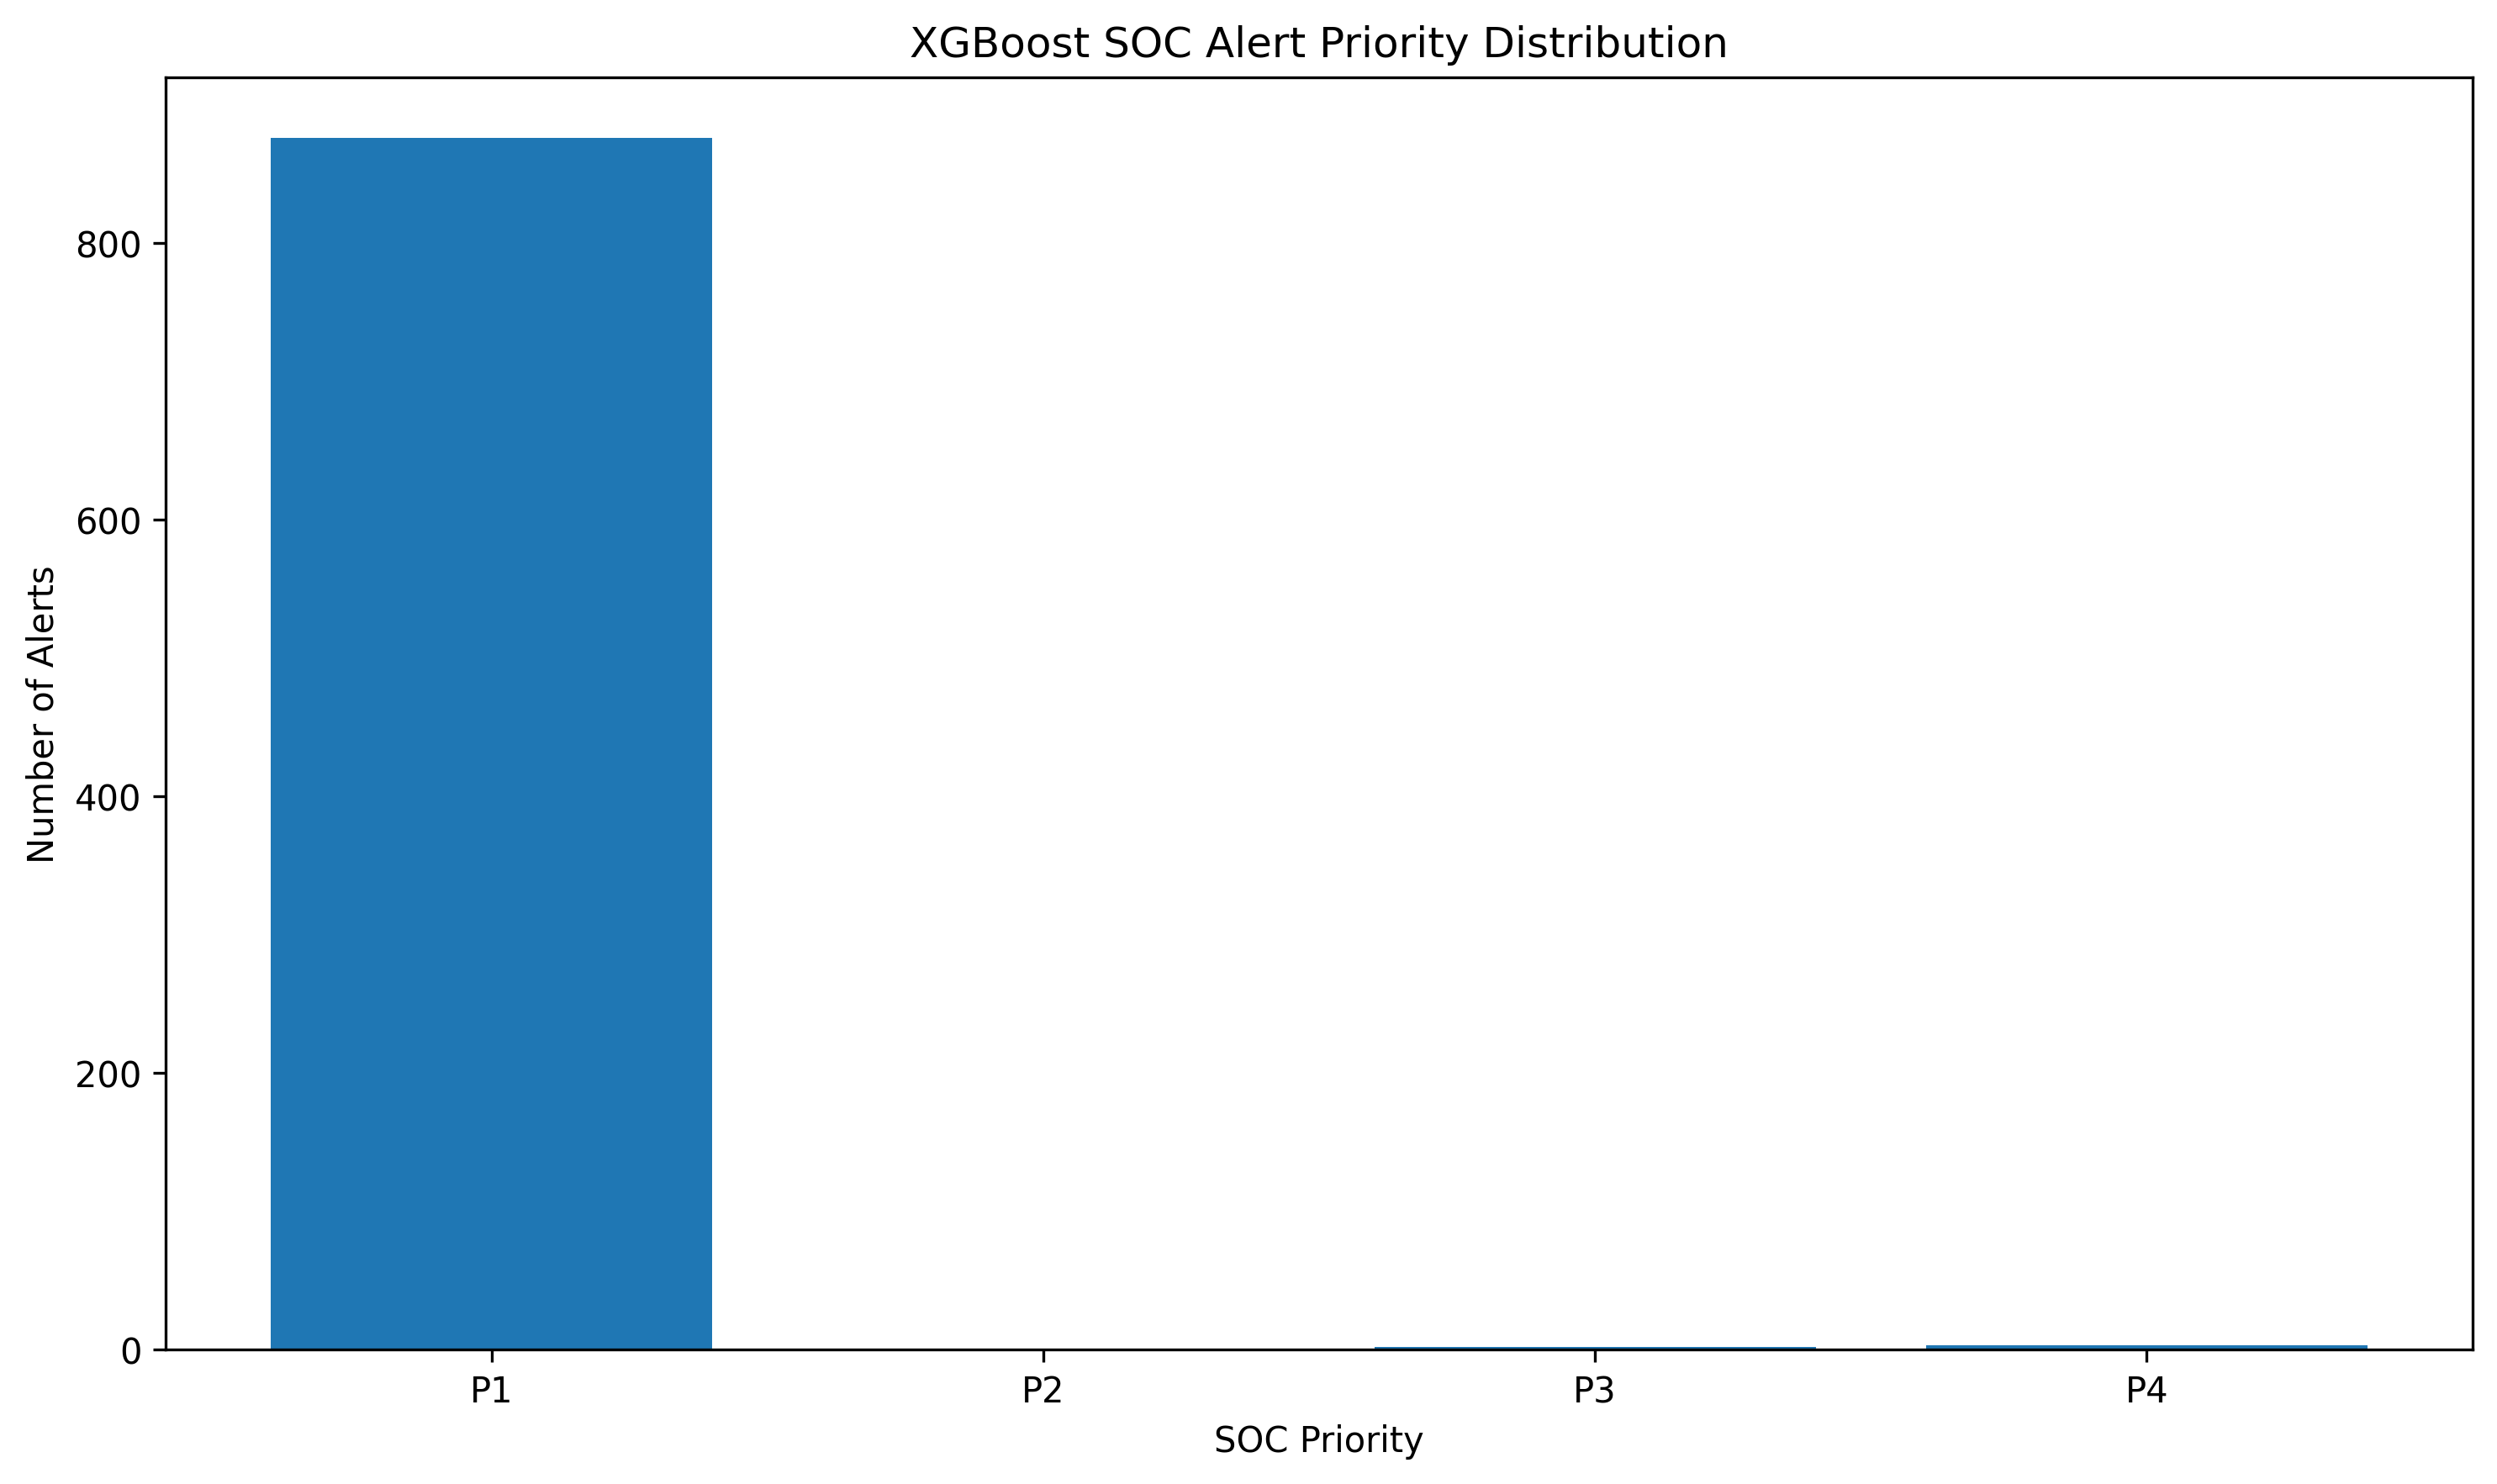 XGBoost SOC Alert Priority Distribution
Number of Alerts
800
600
400
200
0
P1 P2 P3 P4
SOC Priority